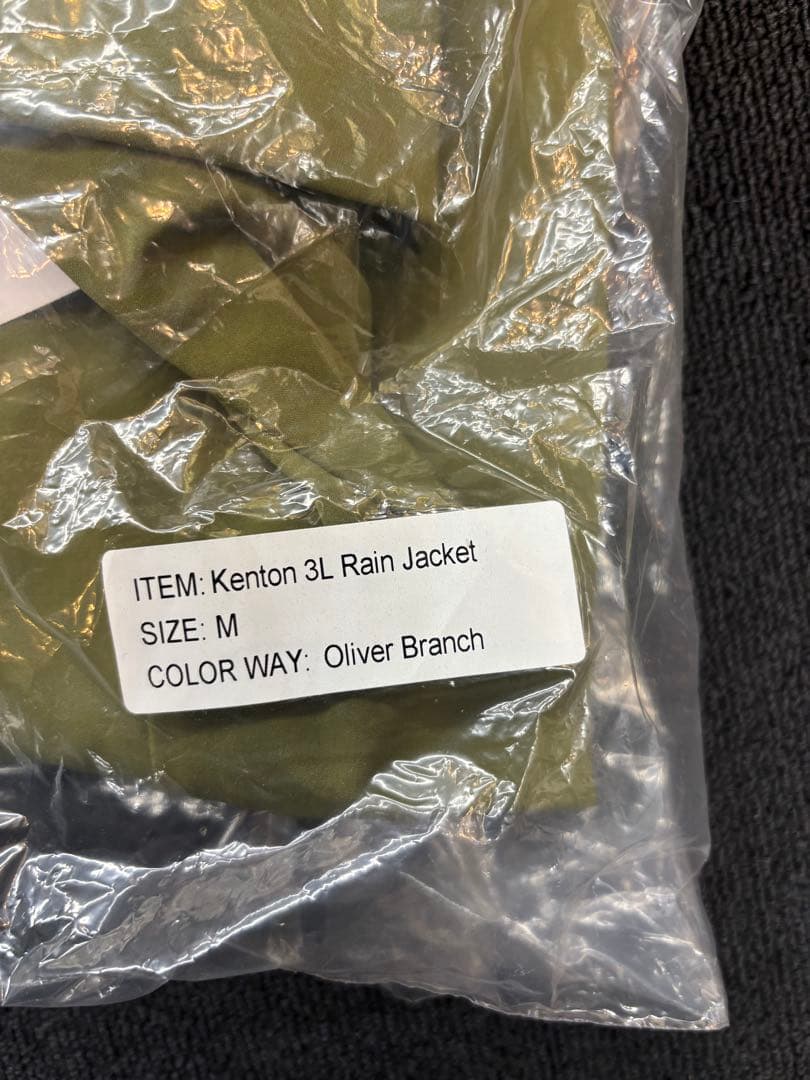 ITEM: Kenton 3L Rain Jacket
SIZE: M
COLOR WAY: Oliver Branch